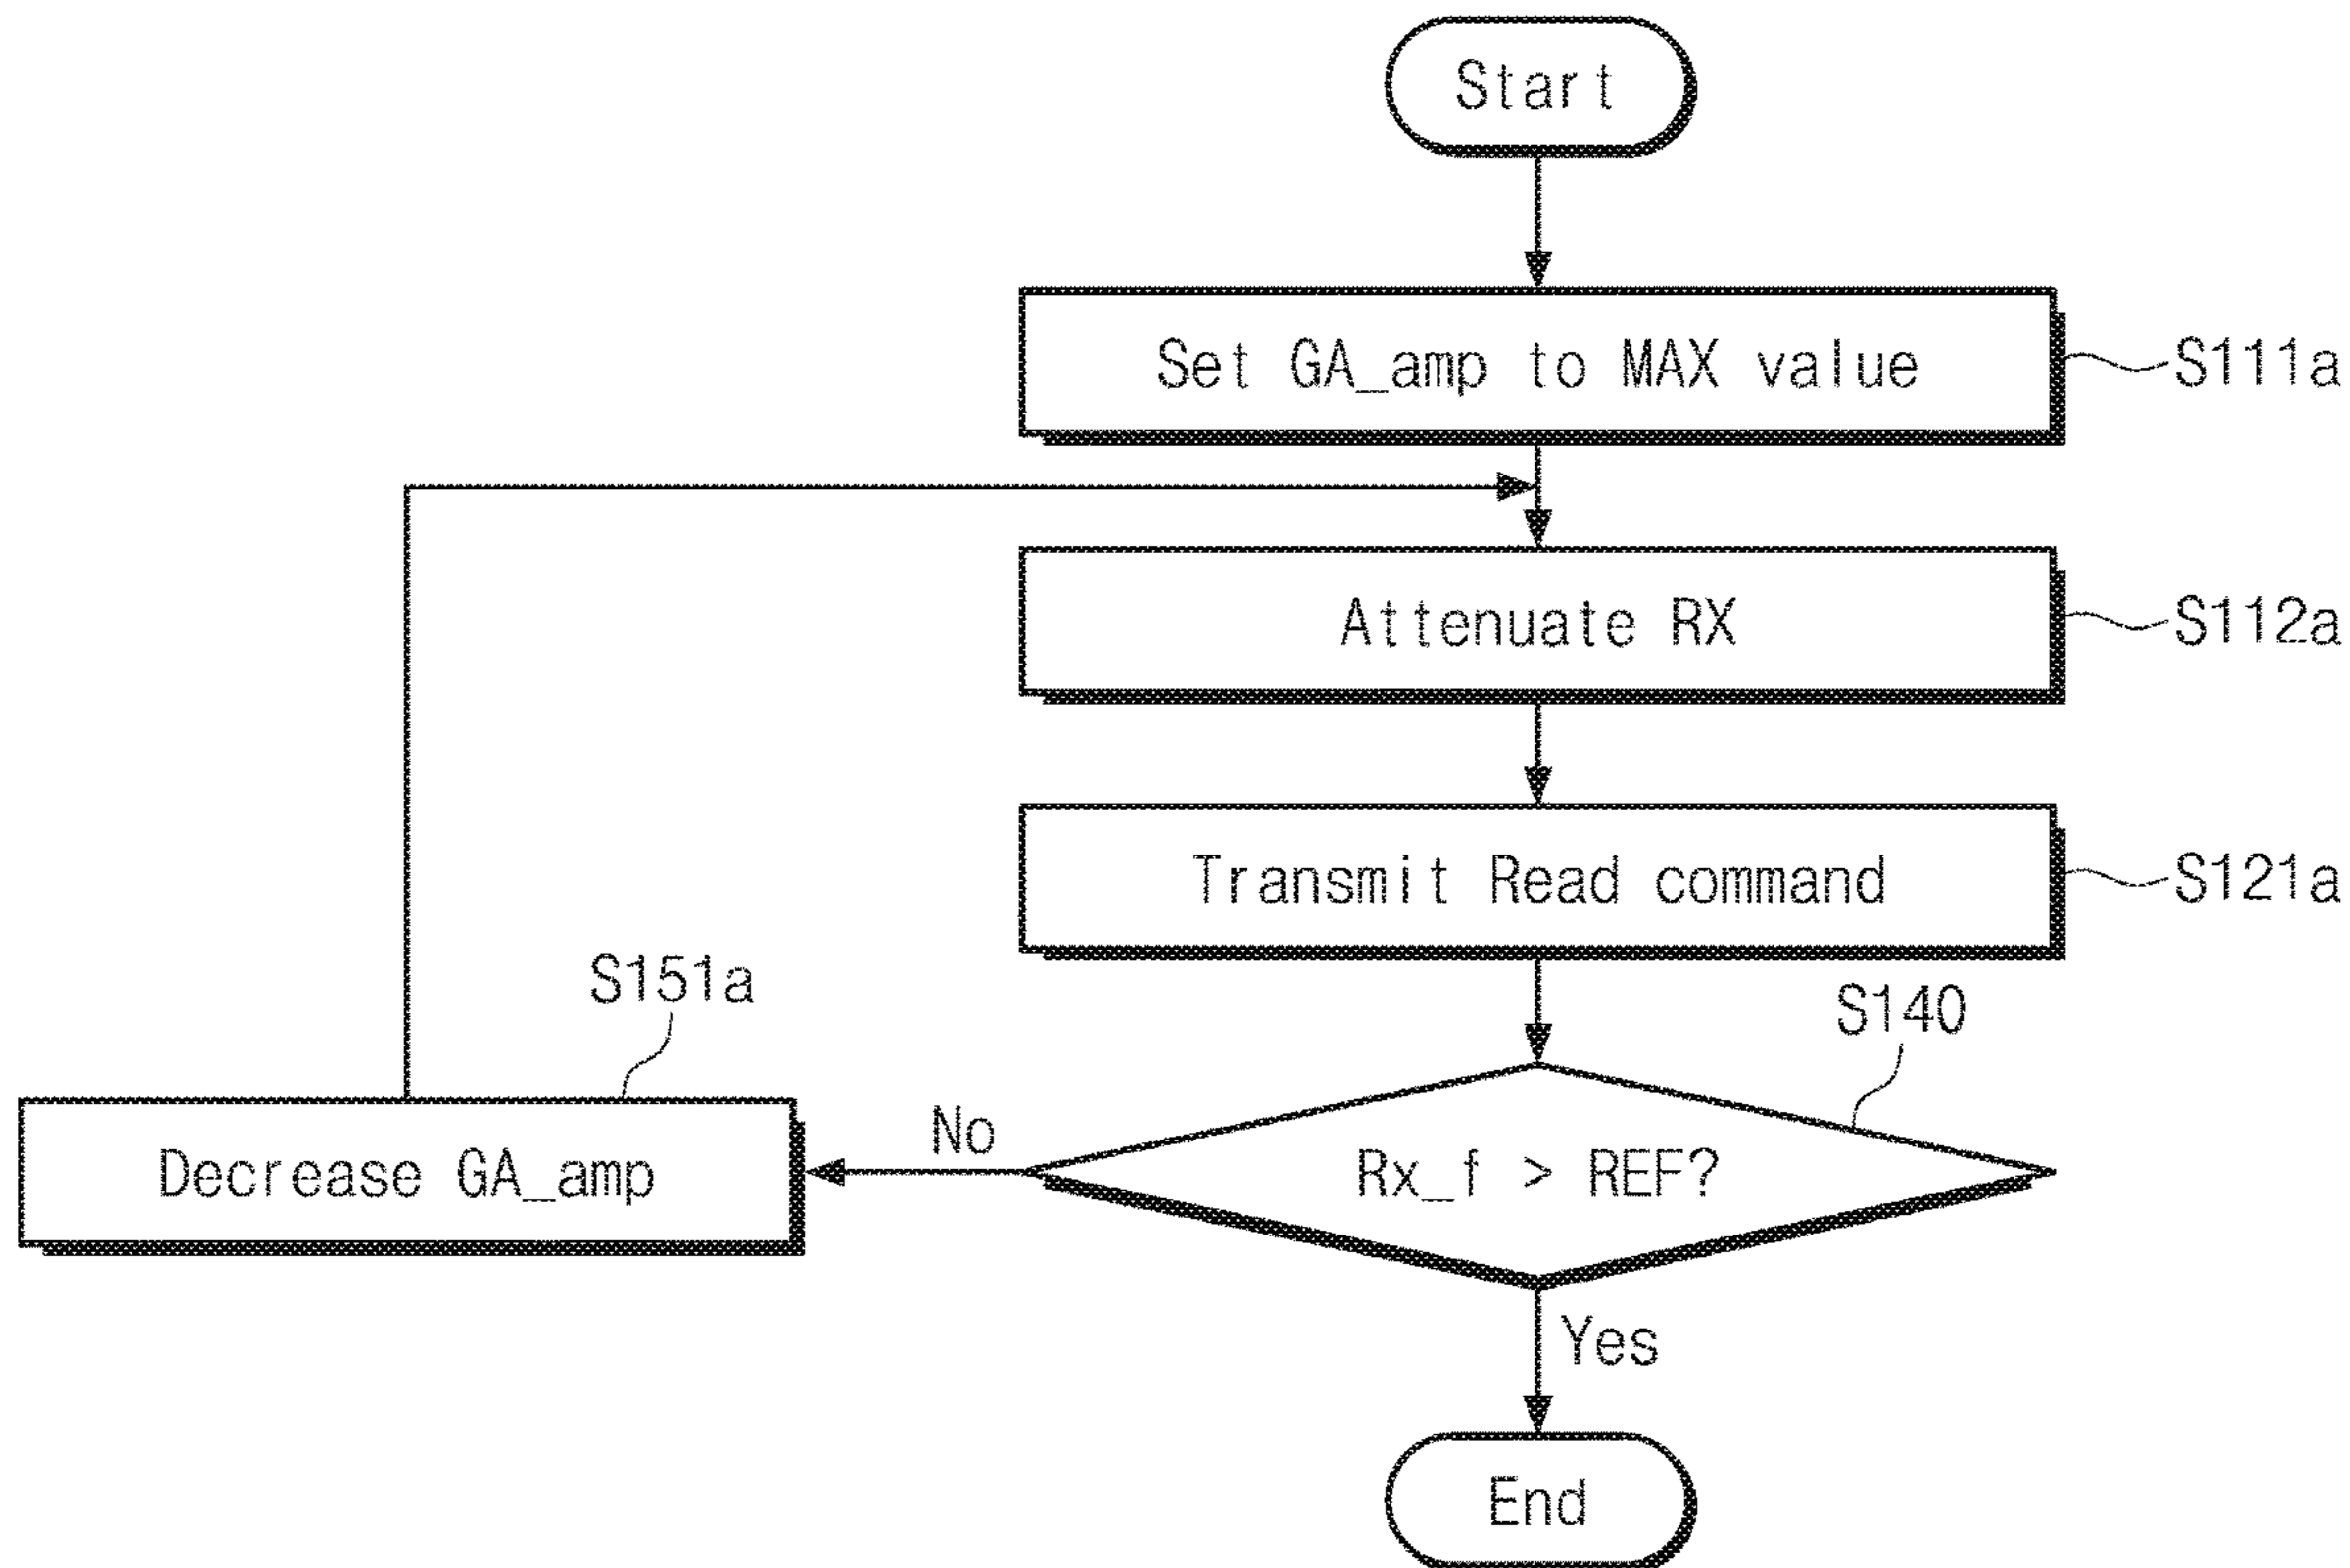 Start
Set GA_amp to MAX value
S111a
Attenuate RX
S112a
Transmit Read command
S121a
S151a
S140
Decrease GA_amp
No
Rx_f > REF?
Yes
End